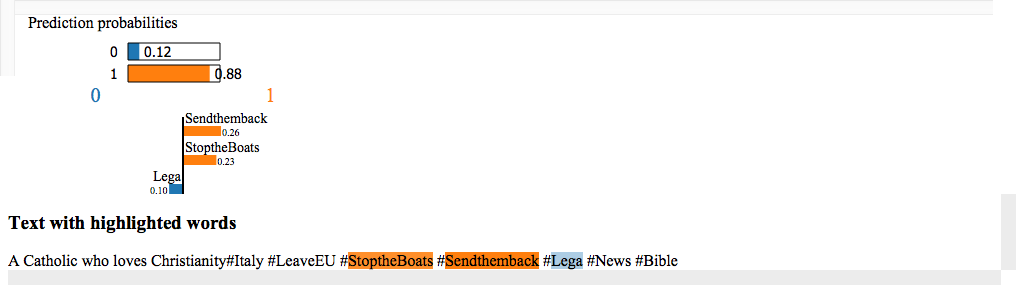 Prediction probabilities
0 0.12
1 0.88
0 1
Sendthemback
0.26
StoptheBoats
0.23
Lega
0.10
Text with highlighted words
A Catholic who loves Christianity#Italy #LeaveEU #StoptheBoats #Sendthemback #Lega #News #Bible